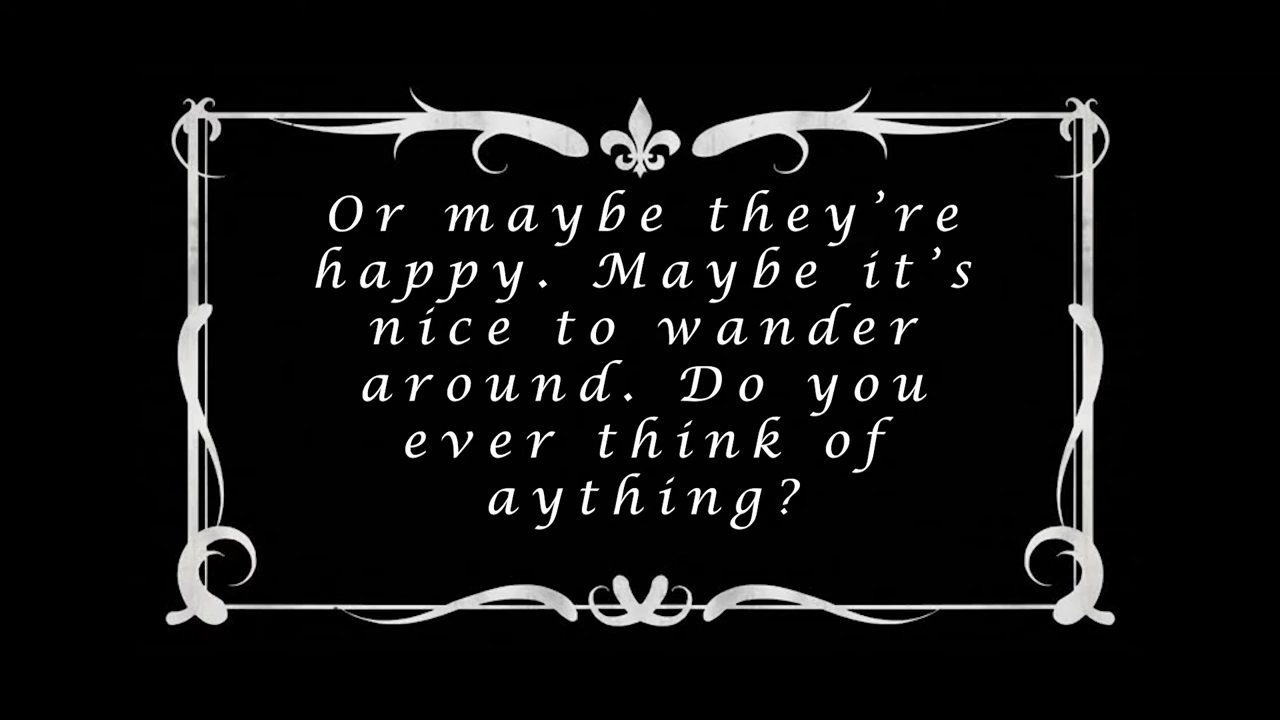 Or maybe they’re
happy. Maybe it’s
nice to wander
around. Do you
ever think of
aything?